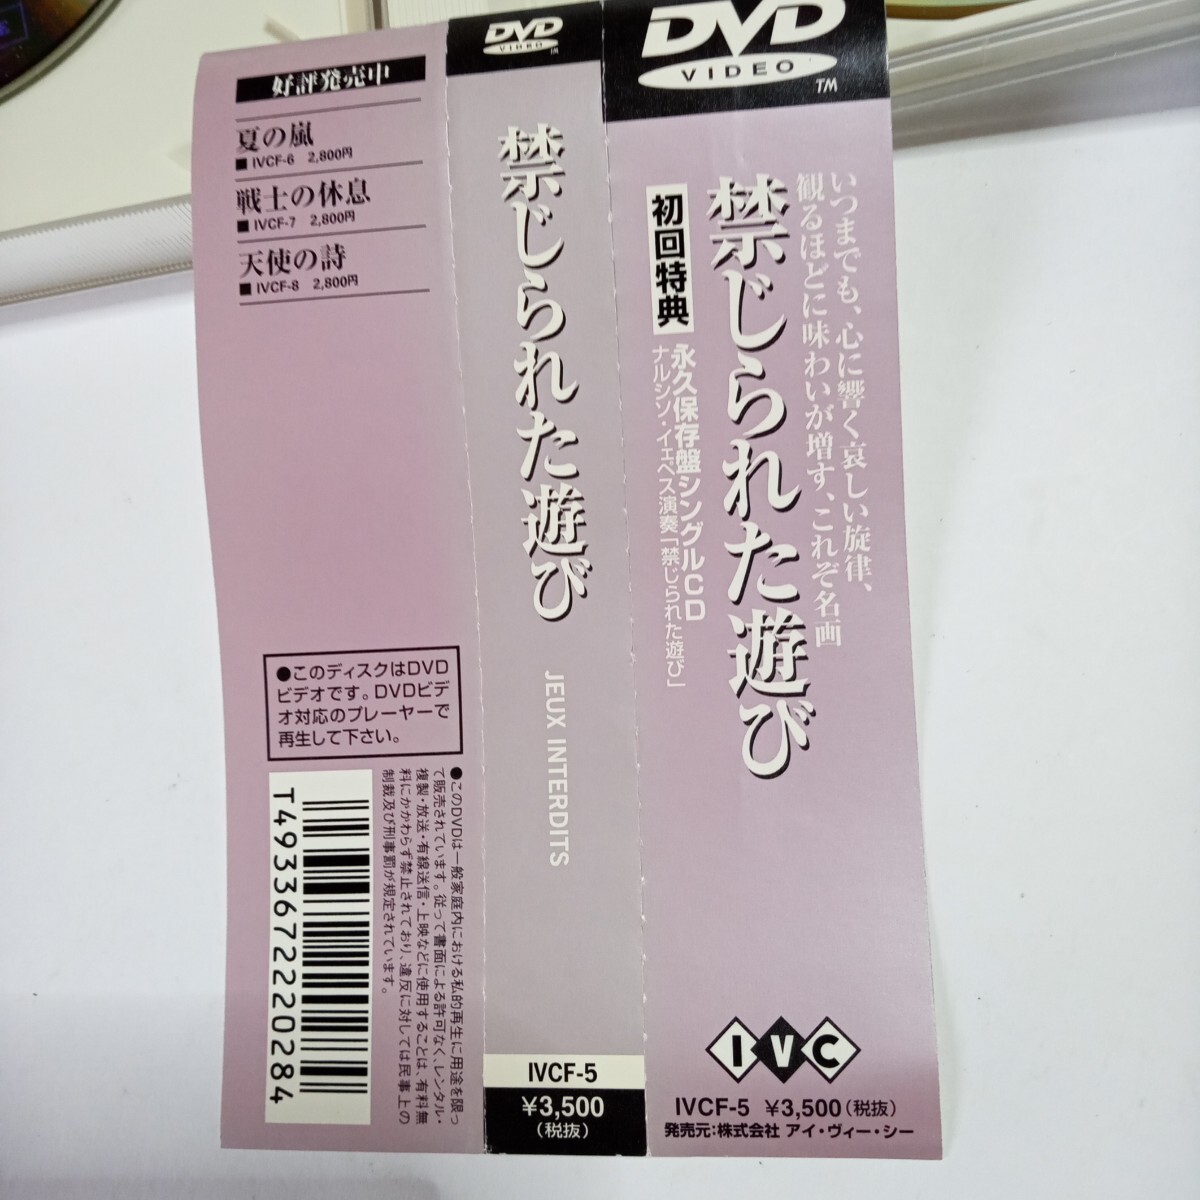 好評発売中
夏の嵐
■ IVCF-6 2,800円
戦士の休息
■ IVCF-7 2,800円
天使の詩
■ IVCF-8 2,800円
●このディスクはDVD
ビデオです。DVDビデ
オ対応のプレーヤーで
再生して下さい。
●このDVDは一般家庭内における私的再生に用途を限っ
て販売されています。従って書面による許可なく、レンタル・
複製・放送・有線送信・上映などに使用することは、有料無
料にかかわらず禁止されており、違反に対しては民事上の
制裁及び刑事罰が規定されています。
T4933672220284
DVD
VIDEO TM
禁じられた遊び
JEUX INTERDITS
IVCF-5
¥3,500
(税抜)
DVD
VIDEO
TM
いつまでも、心に響く哀しい旋律、
観るほどに味わいが増す、これぞ名画
禁じられた遊び
初回特典
永久保存盤シングルCD
ナルシソ・イエペス演奏「禁じられた遊び」
IVC
IVCF-5 ¥3,500(税抜)
発売元:株式会社 アイ・ヴィー・シー